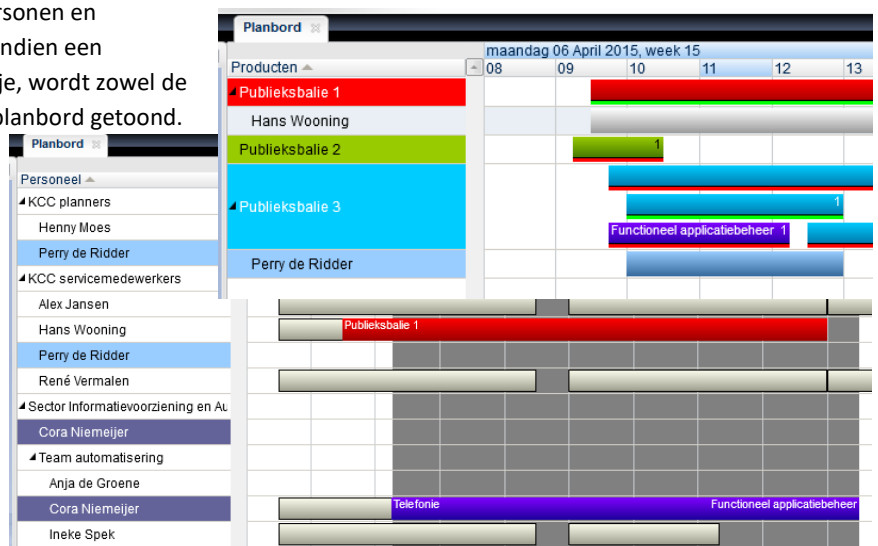 rsonen en
ndien een
je, wordt zowel de
planbord getoond.
Planbord
maandag 06 April 2015, week 15
Producten
08 09 10 11 12 13
Publieksbalie 1
Hans Wooning
Publieksbalie 2
1
Publieksbalie 3
1
Functioneel applicatiebeheer 1
Perry de Ridder
Planbord
Personeel
KCC planners
Henny Moes
Perry de Ridder
KCC servicemedewerkers
Alex Jansen
Hans Wooning
Publieksbalie 1
Perry de Ridder
René Vermalen
Sector Informatievoorziening en Au
Cora Niemeijer
Team automatisering
Anja de Groene
Cora Niemeijer
Telefonie
Functioneel applicatiebeheer
Ineke Spek